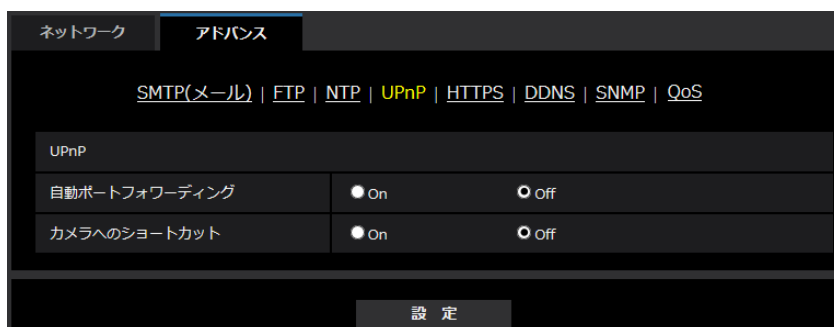 ネットワーク アドバンス
SMTP(メール) | FTP | NTP | UPnP | HTTPS | DDNS | SNMP | QoS
UPnP
自動ポートフォワーディング On Off
カメラへのショートカット On Off
設 定